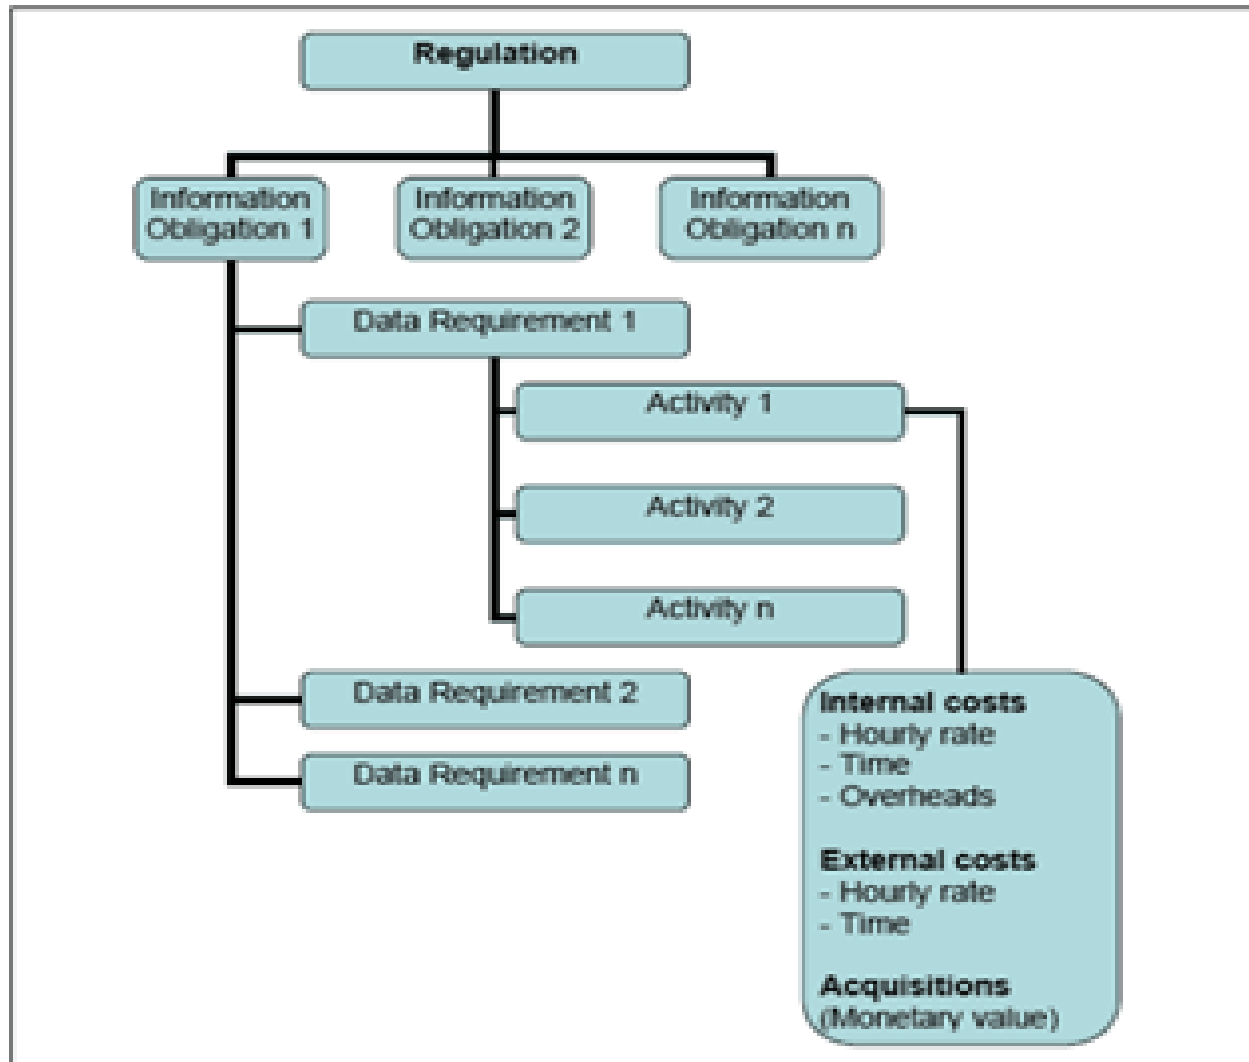 Regulation
Information
Obligation 1
Information
Obligation 2
Information
Obligation n
Data Requirement 1
Activity 1
Activity 2
Activity n
Data Requirement 2
Data Requirement n
Internal costs
- Hourly rate
- Time
- Overheads
External costs
- Hourly rate
- Time
Acquisitions
(Monetary value)